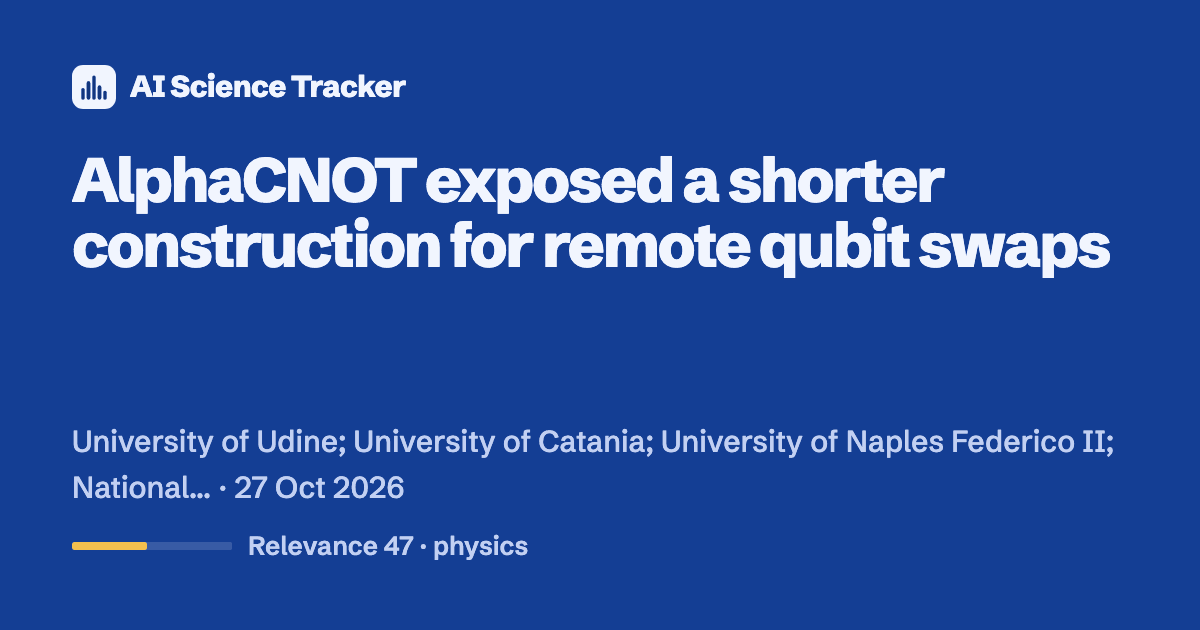 AI Science Tracker
AlphaCNOT exposed a shorter
construction for remote qubit swaps
University of Udine; University of Catania; University of Naples Federico II;
National... · 27 Oct 2026
Relevance 47 · physics